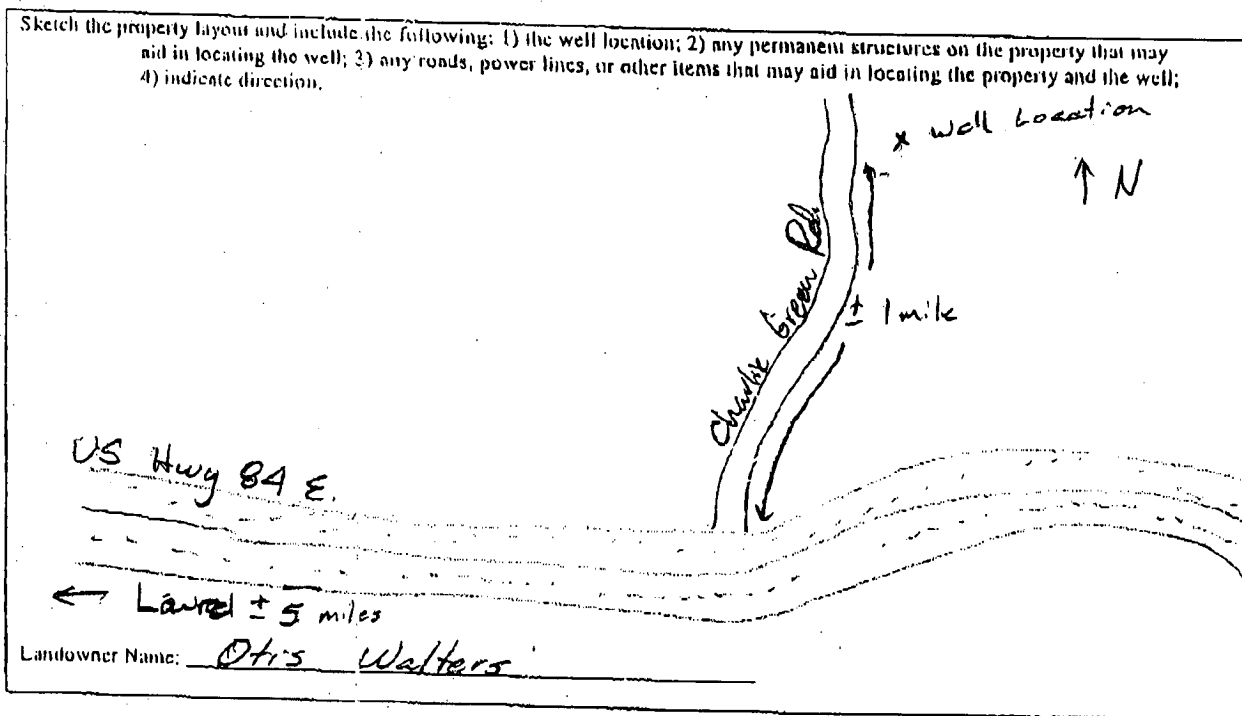 Sketch the property layout and include the following: 1) the well location; 2) any permanent structures on the property that may
aid in locating the well; 3) any roads, power lines, or other items that may aid in locating the property and the well;
4) indicate direction.
x Well Location
↑ N
Charlie Green Rd.
± 1 mile
US Hwy 84 E.
← Laurel ± 5 miles
Landowner Name: Otis Walters